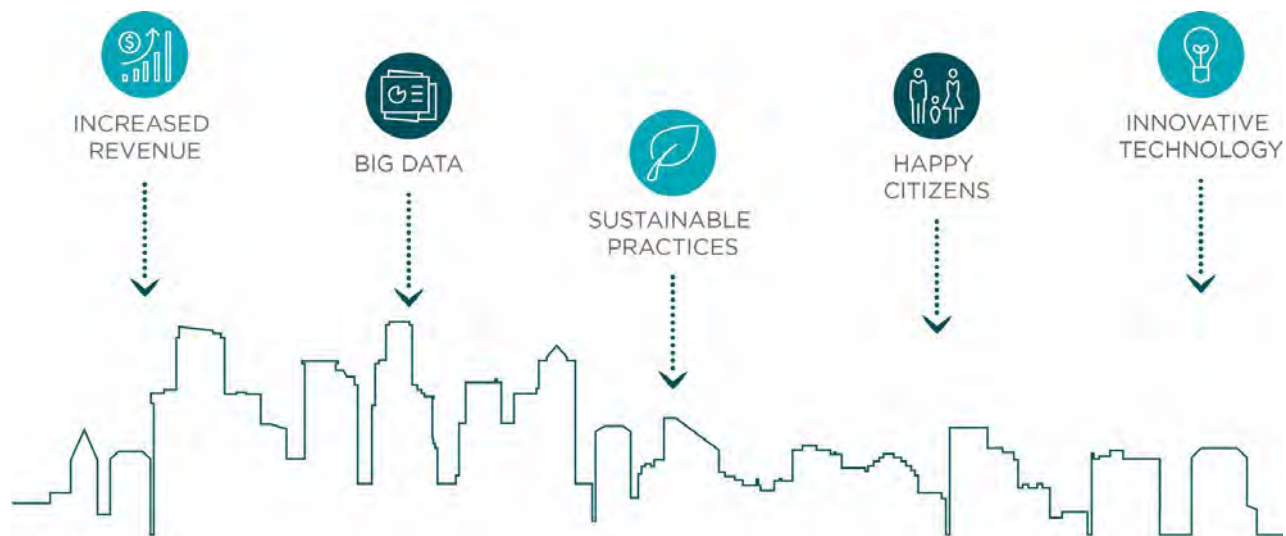 INCREASED
REVENUE
BIG DATA
SUSTAINABLE
PRACTICES
HAPPY
CITIZENS
INNOVATIVE
TECHNOLOGY
$